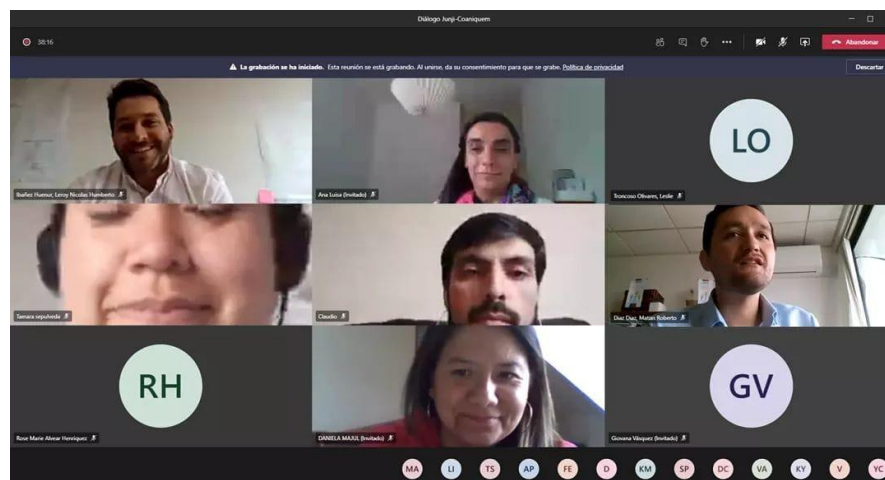 Diálogo Junji-Coaniquem
38:16
Abandonar
La grabación se ha iniciado. Esta reunión se está grabando. Al unirse, da su consentimiento para que se grabe. Política de privacidad
Descartar
Ibañez Huenur, Leroy Nicolas Humberto
Ana Luisa (Invitado)
LO
Troncoso Olivares, Leslie
Tamara sepulveda
Claudio
Diaz Diaz, Matias Roberto
RH
Rose Marie Alvear Henriquez
DANIELA MAJUL (Invitado)
GV
Giovana Vásquez (Invitado)
MA LI TS AP FE D KM SP DC VA KY V YC